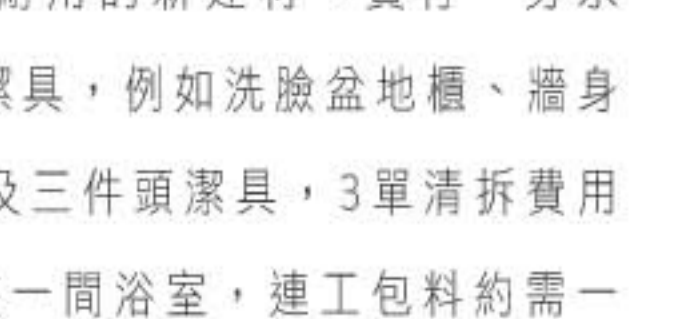 潔具，例如洗臉盆地櫃、牆身
及三件頭潔具，3單清拆費用
一間浴室，連工包料約需一